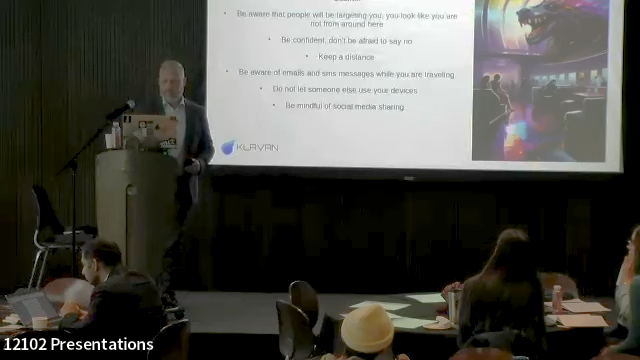 Be aware that people will be targeting you, you look like you are
not from around here
Be confident, don't be afraid to say no
Keep a distance
Be aware of emails and sms messages while you are traveling
Do not let someone else use your devices
Be mindful of social media sharing
KLAVAN
12102 Presentations